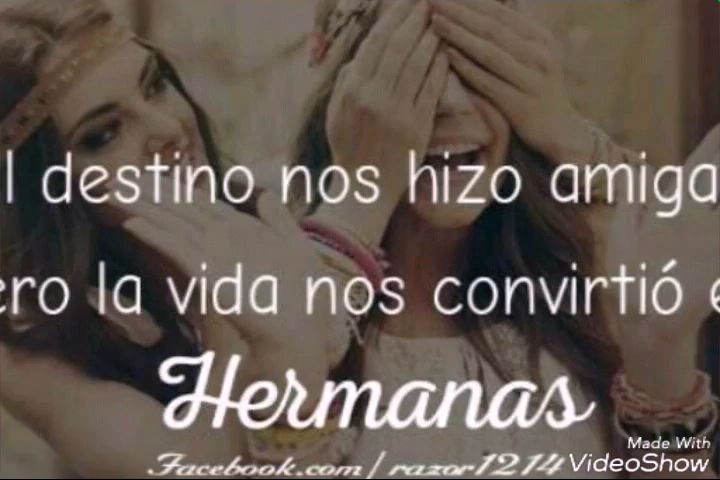 l destino nos hizo amiga
ero la vida nos convirtió e
Hermanas
Facebook.com/razor1214
Made With
VideoShow